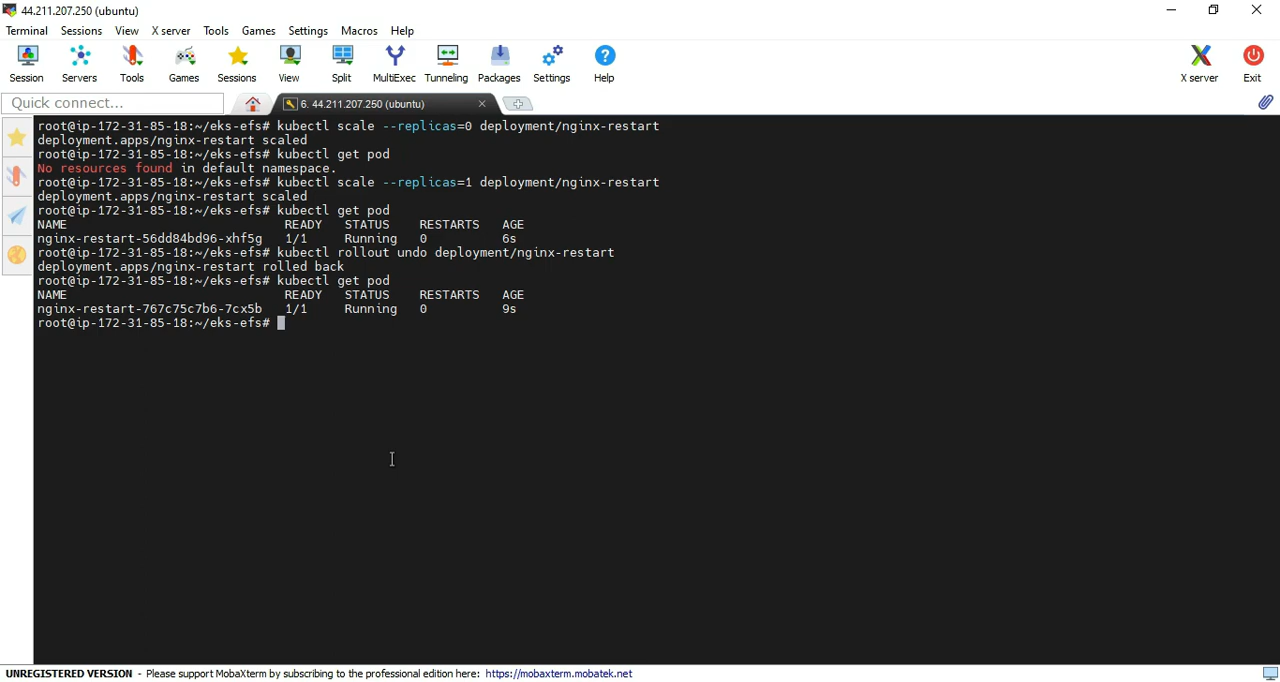 44.211.207.250 (ubuntu)
Terminal Sessions View X server Tools Games Settings Macros Help
Session Servers Tools Games Sessions View Split MultiExec Tunneling Packages Settings Help X server Exit
Quick connect... 6. 44.211.207.250 (ubuntu)
root@ip-172-31-85-18:~/eks-efs# kubectl scale --replicas=0 deployment/nginx-restart
deployment.apps/nginx-restart scaled
root@ip-172-31-85-18:~/eks-efs# kubectl get pod
No resources found in default namespace.
root@ip-172-31-85-18:~/eks-efs# kubectl scale --replicas=1 deployment/nginx-restart
deployment.apps/nginx-restart scaled
root@ip-172-31-85-18:~/eks-efs# kubectl get pod
NAME READY STATUS RESTARTS AGE
nginx-restart-56dd84bd96-xhf5g 1/1 Running 0 6s
root@ip-172-31-85-18:~/eks-efs# kubectl rollout undo deployment/nginx-restart
deployment.apps/nginx-restart rolled back
root@ip-172-31-85-18:~/eks-efs# kubectl get pod
NAME READY STATUS RESTARTS AGE
nginx-restart-767c75c7b6-7cx5b 1/1 Running 0 9s
root@ip-172-31-85-18:~/eks-efs#
UNREGISTERED VERSION - Please support MobaXterm by subscribing to the professional edition here: https://mobaxterm.mobatek.net